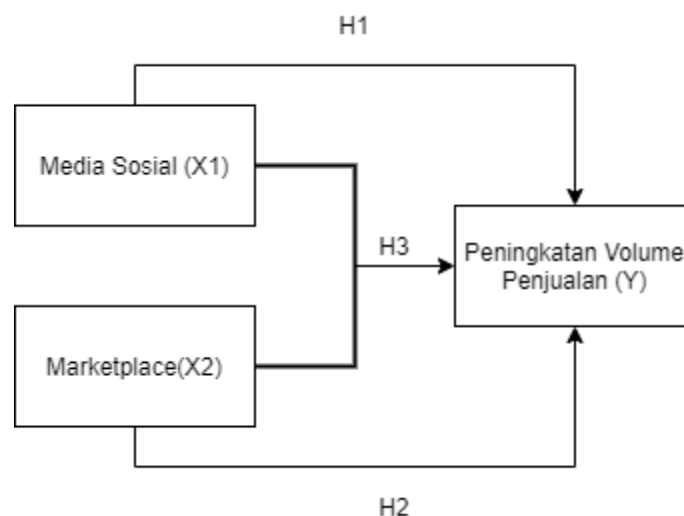 H1
Media Sosial (X1)
H3
Peningkatan Volume
Penjualan (Y)
Marketplace(X2)
H2